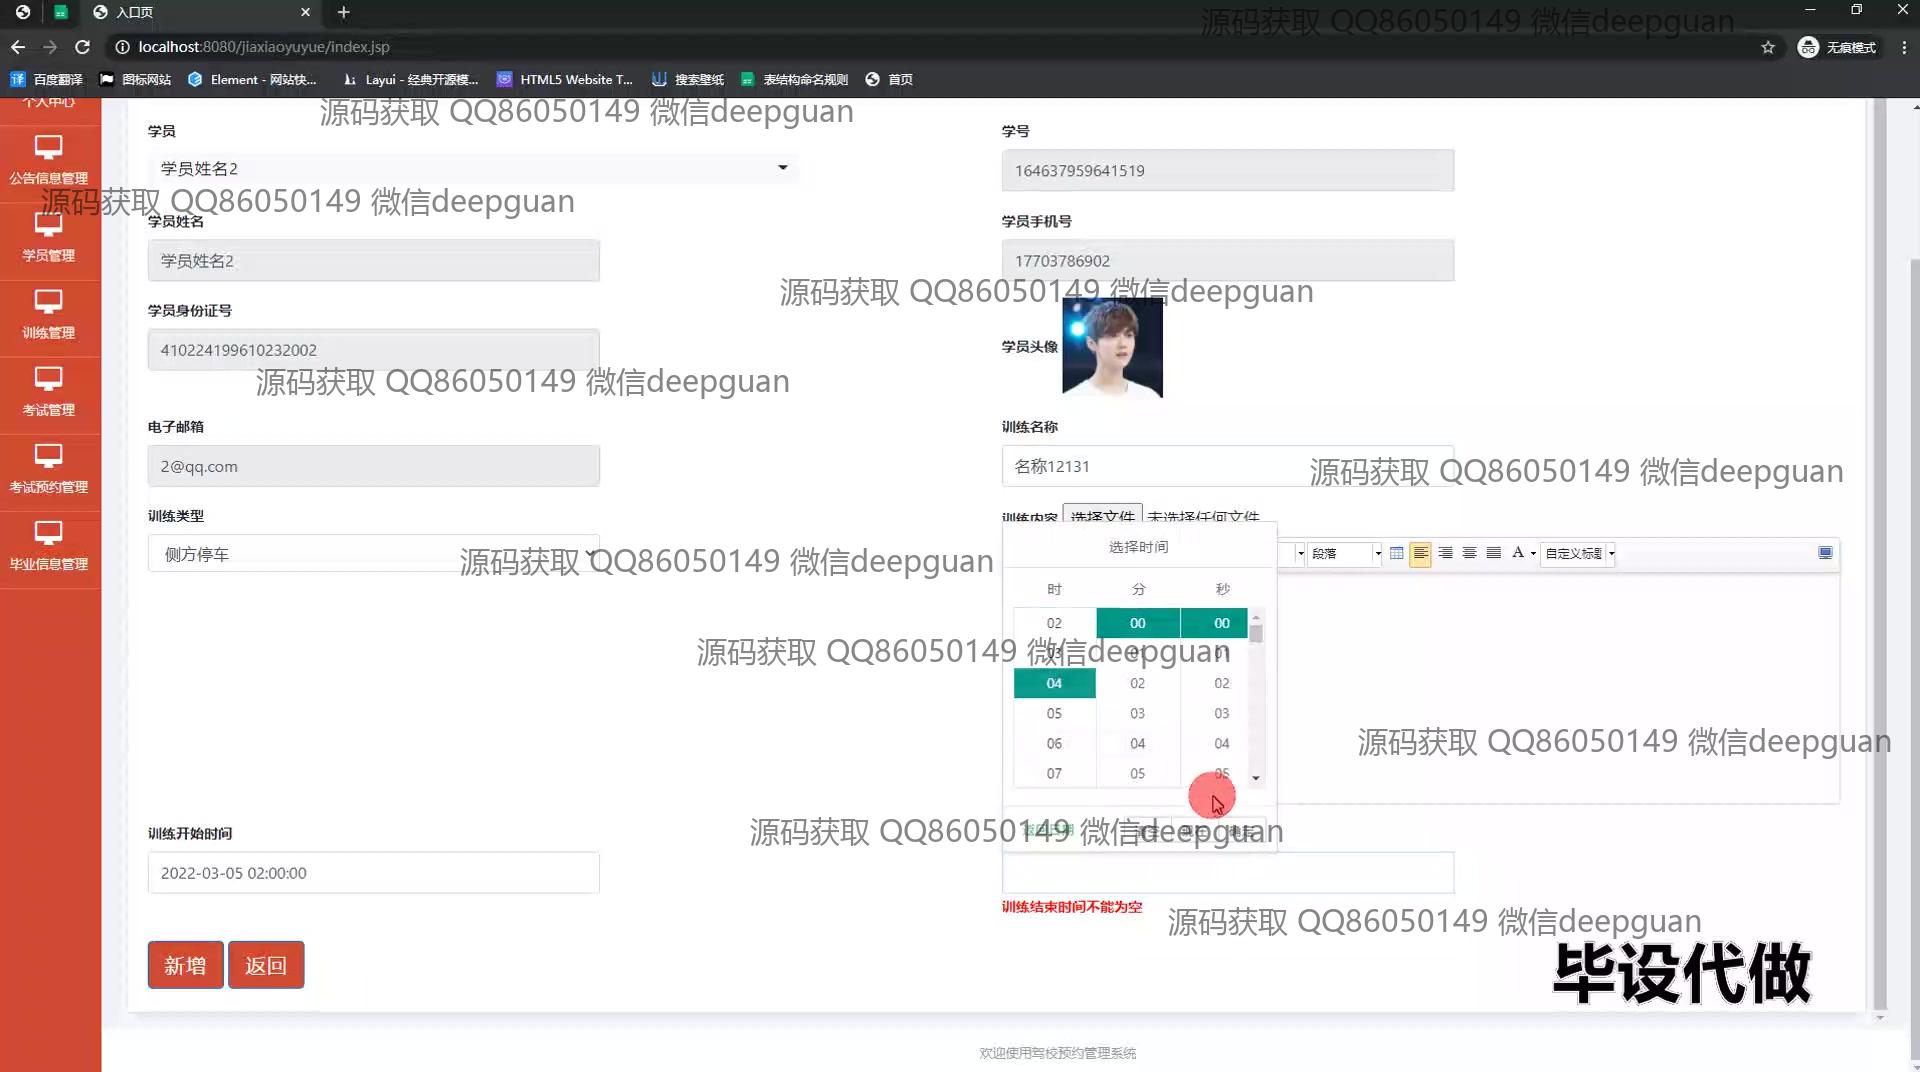 入口页
源码获取 QQ86050149 微信deepguan
localhost:8080/jiaxiaoyuyue/index.jsp
无痕模式
百度翻译 图标网站 Element - 网站快... Layui - 经典开源模... HTML5 Website T... 搜索壁纸 表结构命名规则 首页
个人中心
源码获取 QQ86050149 微信deepguan
学员
学号
学员姓名2
164637959641519
公告信息管理
源码获取 QQ86050149 微信deepguan
学员姓名
学员手机号
学员管理
学员姓名2
17703786902
源码获取 QQ86050149 微信deepguan
学员身份证号
训练管理
学员头像
410224199610232002
源码获取 QQ86050149 微信deepguan
考试管理
电子邮箱
训练名称
2@qq.com
名称12131
源码获取 QQ86050149 微信deepguan
考试预约管理
训练类型
训练内容 选择文件 未选择任何文件
侧方停车
源码获取 QQ86050149 微信deepguan
选择时间
段落
A
自定义标题
毕业信息管理
时 分 秒
02 00 00
03 01 01
源码获取 QQ86050149 微信deepguan
04 02 02
05 03 03
06 04 04
源码获取 QQ86050149 微信deepguan
07 05 05
返回日期
源码获取 QQ86050149 微信deepguan
训练开始时间
2022-03-05 02:00:00
训练结束时间不能为空
源码获取 QQ86050149 微信deepguan
新增 返回
毕设代做
欢迎使用驾校预约管理系统